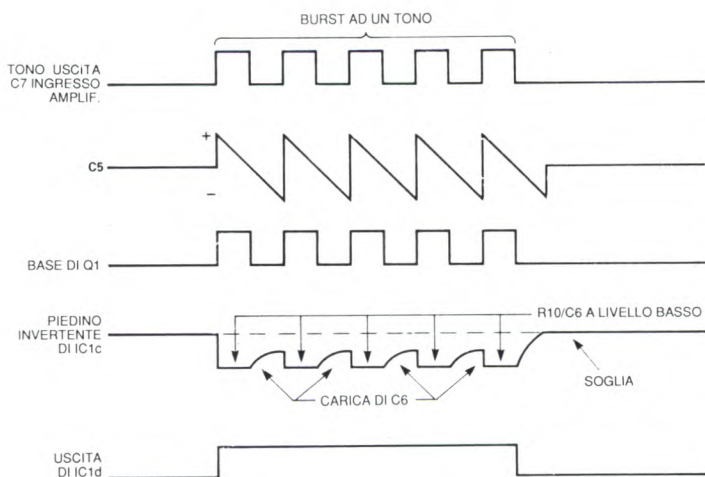 BURST AD UN TONO
TONO USCITA
C7 INGRESSO
AMPLIF.
+
C5
−
BASE DI Q1
PIEDINO
INVERTENTE
DI IC1c
R10/C6 A LIVELLO BASSO
SOGLIA
CARICA DI C6
USCITA
DI IC1d